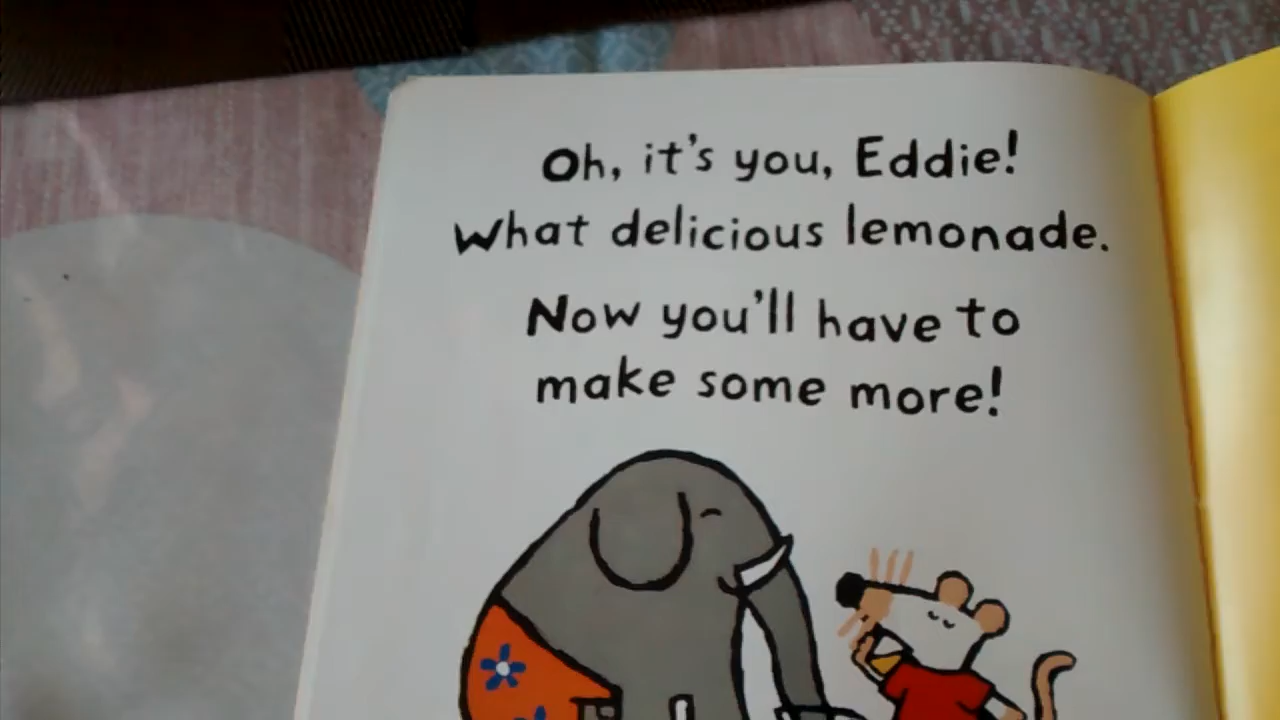 Oh, it's you, Eddie!
What delicious lemonade.
Now you'll have to
make some more!